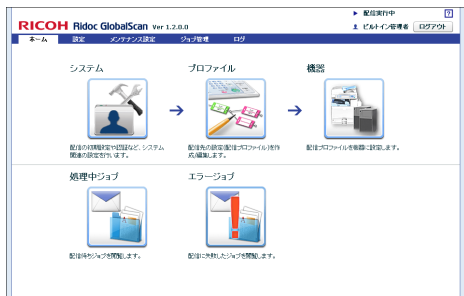 配信実行中
?
RICOH Ridoc GlobalScan Ver 1.2.0.0
ビルトイン管理者 ログアウト
ホーム 設定 メンテナンス設定 ジョブ管理 ログ
システム プロファイル 機器
配信の初期設定や認証など、システム
関連の設定を行います。
配信先の設定(配信プロファイル)を作
成/編集します。
配信プロファイルを機器に設定します。
処理中ジョブ エラージョブ
配信待ちジョブを閲覧します。 配信に失敗したジョブを閲覧します。